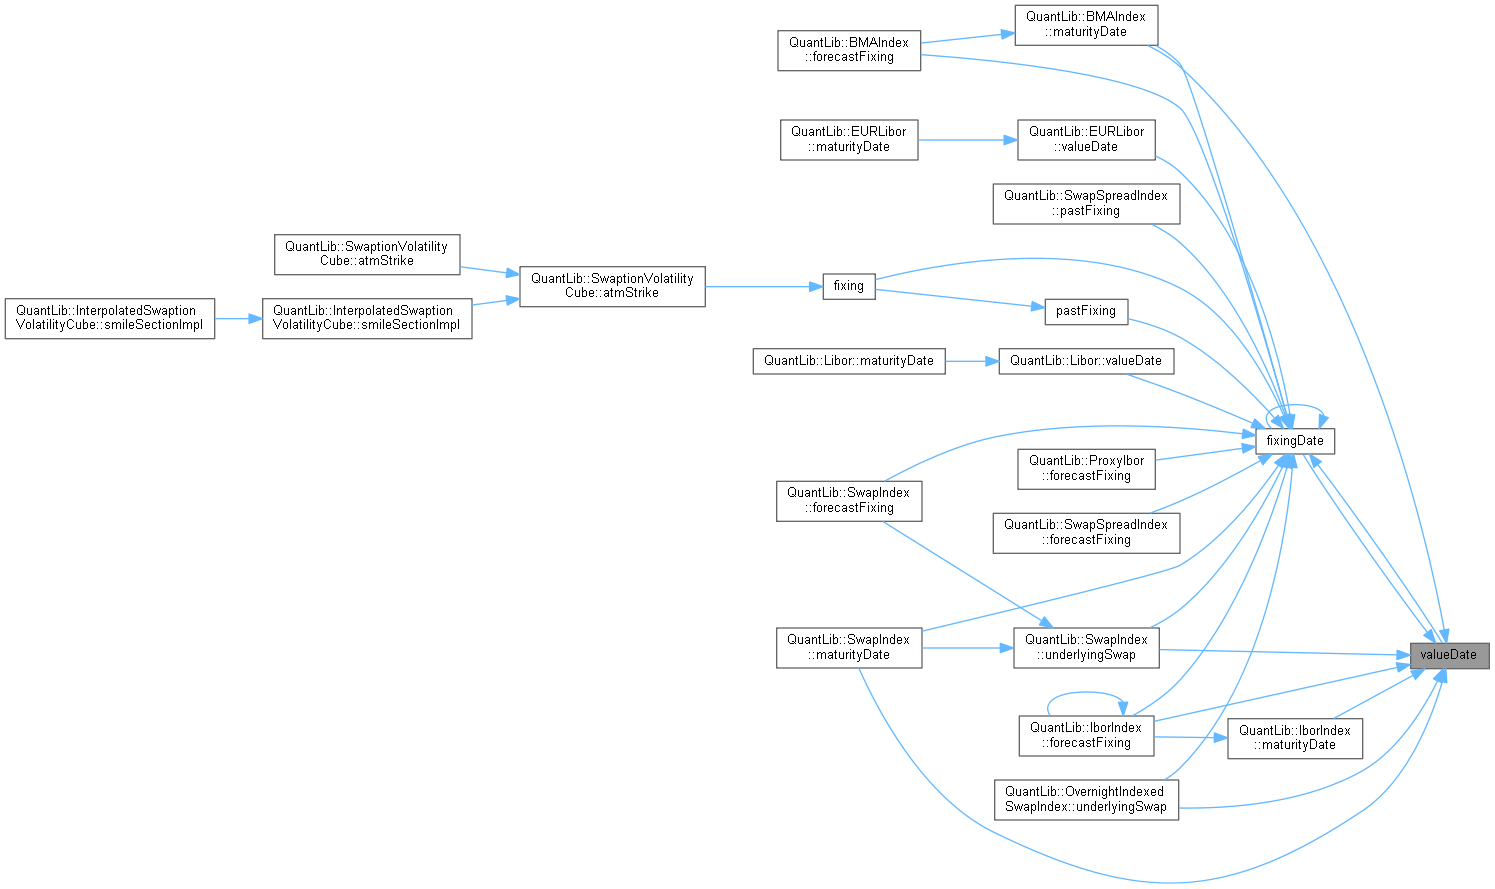 QuantLib::BMAIndex
::maturityDate
QuantLib::BMAIndex
::forecastFixing
QuantLib::EURLibor
::maturityDate
QuantLib::EURLibor
::valueDate
QuantLib::SwapSpreadIndex
::pastFixing
QuantLib::SwaptionVolatility
Cube::atmStrike
QuantLib::SwaptionVolatility
Cube::atmStrike
fixing
QuantLib::InterpolatedSwaption
VolatilityCube::smileSectionImpl
QuantLib::InterpolatedSwaption
VolatilityCube::smileSectionImpl
pastFixing
QuantLib::Libor::maturityDate
QuantLib::Libor::valueDate
fixingDate
QuantLib::ProxyIbor
::forecastFixing
QuantLib::SwapIndex
::forecastFixing
QuantLib::SwapSpreadIndex
::forecastFixing
QuantLib::SwapIndex
::maturityDate
QuantLib::SwapIndex
::underlyingSwap
valueDate
QuantLib::IborIndex
::forecastFixing
QuantLib::IborIndex
::maturityDate
QuantLib::OvernightIndexed
SwapIndex::underlyingSwap